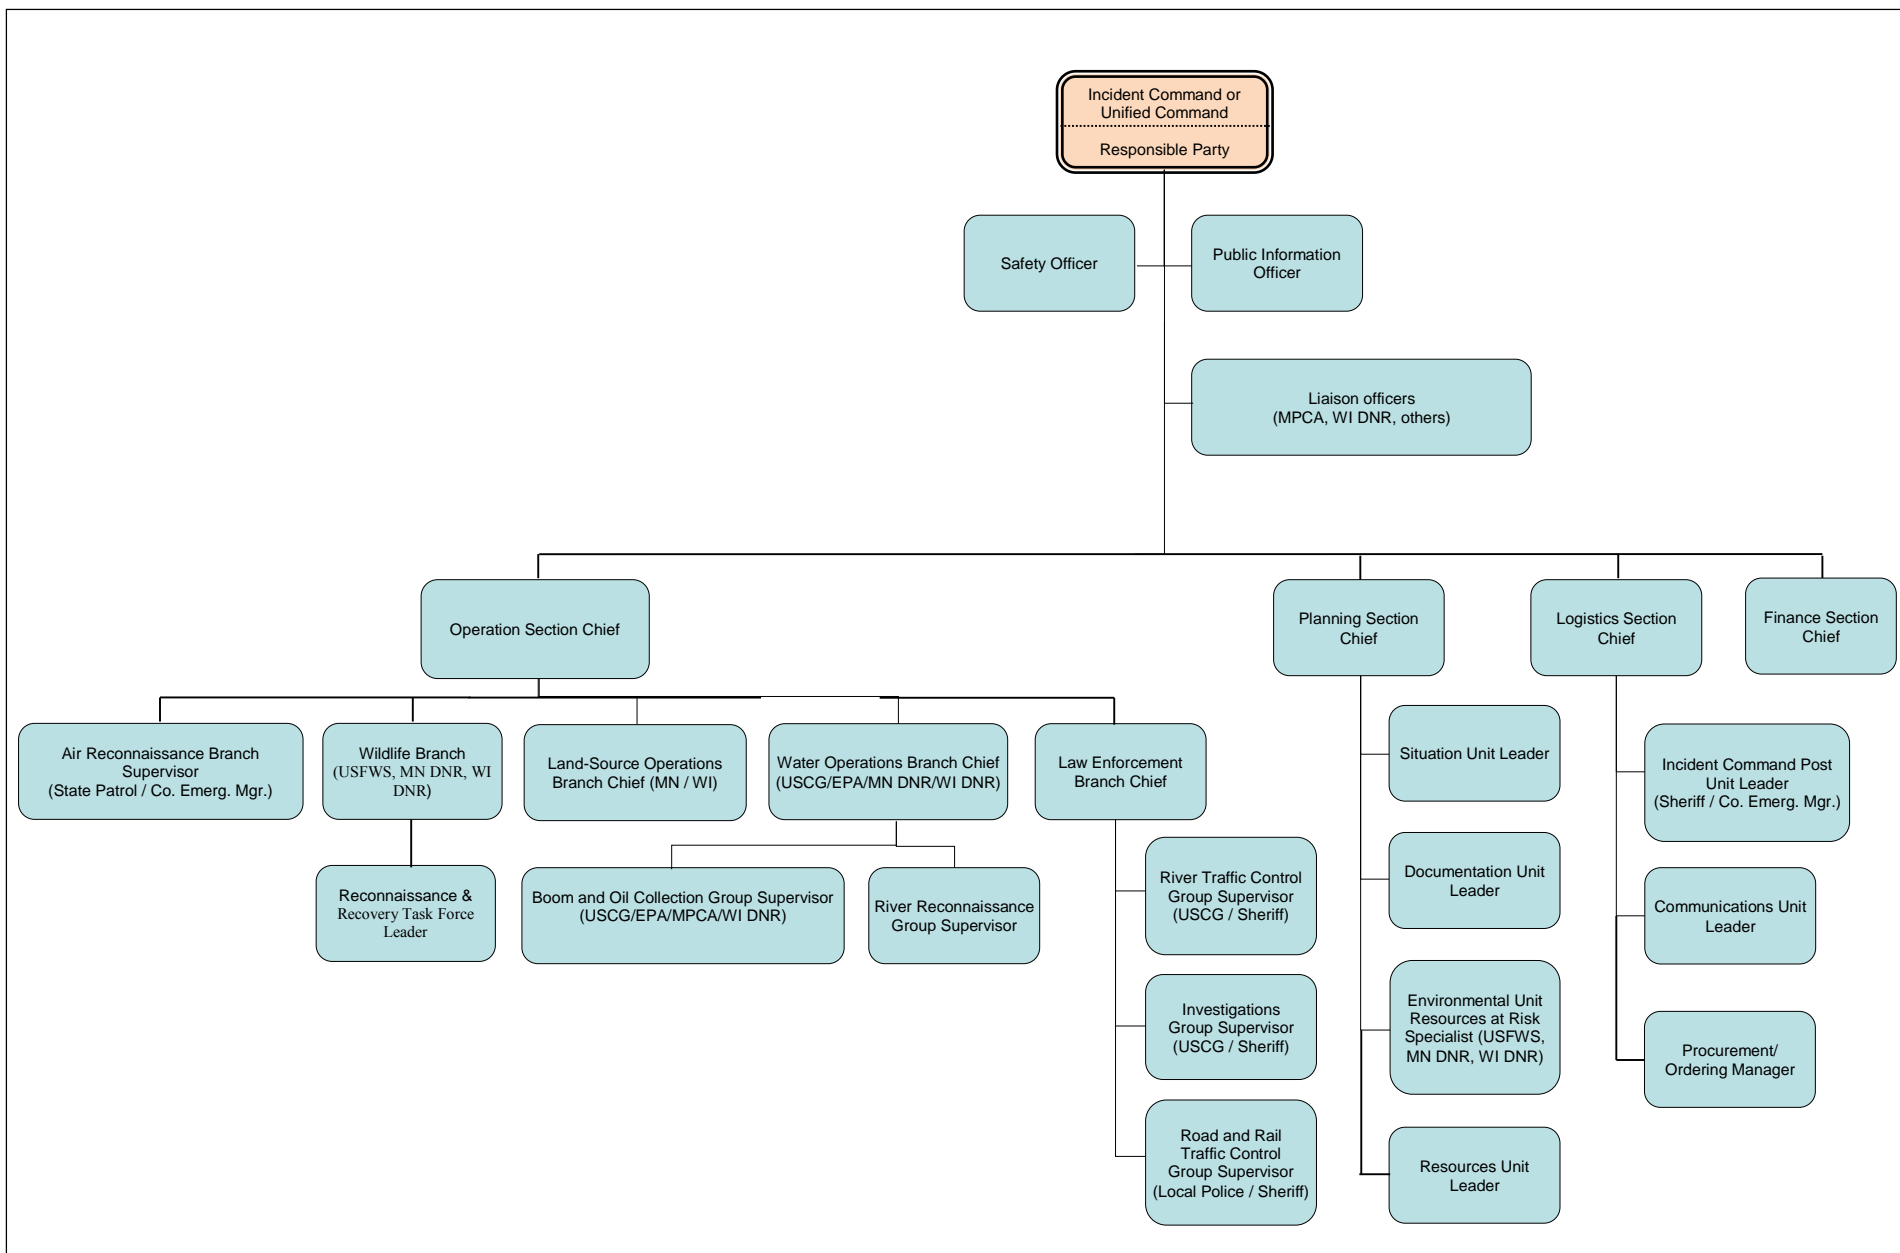 Incident Command or
Unified Command
Responsible Party
Safety Officer
Public Information
Officer
Liaison officers
(MPCA, WI DNR, others)
Operation Section Chief
Planning Section
Chief
Logistics Section
Chief
Finance Section
Chief
Air Reconnaissance Branch
Supervisor
(State Patrol / Co. Emerg. Mgr.)
Wildlife Branch
(USFWS, MN DNR, WI
DNR)
Land-Source Operations
Branch Chief (MN / WI)
Water Operations Branch Chief
(USCG/EPA/MN DNR/WI DNR)
Law Enforcement
Branch Chief
Reconnaissance &
Recovery Task Force
Leader
Boom and Oil Collection Group Supervisor
(USCG/EPA/MPCA/WI DNR)
River Reconnaissance
Group Supervisor
River Traffic Control
Group Supervisor
(USCG / Sheriff)
Investigations
Group Supervisor
(USCG / Sheriff)
Road and Rail
Traffic Control
Group Supervisor
(Local Police / Sheriff)
Situation Unit Leader
Documentation Unit
Leader
Environmental Unit
Resources at Risk
Specialist (USFWS,
MN DNR, WI DNR)
Resources Unit
Leader
Incident Command Post
Unit Leader
(Sheriff / Co. Emerg. Mgr.)
Communications Unit
Leader
Procurement/
Ordering Manager